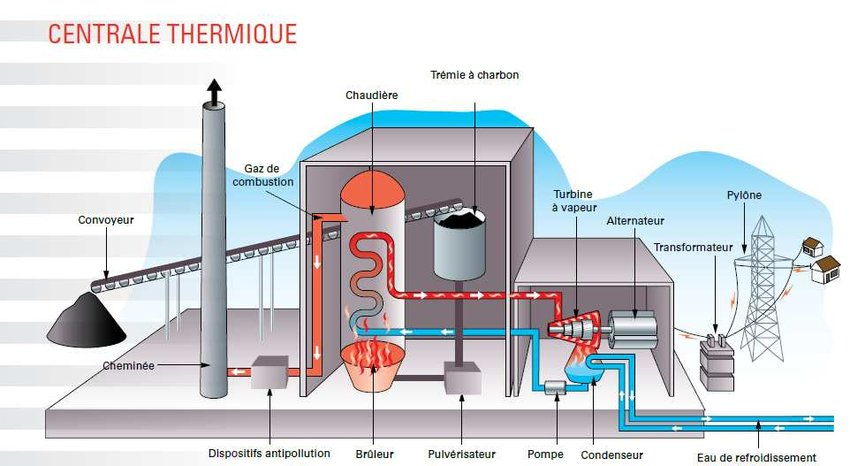 CENTRALE THERMIQUE
Trémie à charbon
Chaudière
Gaz de
combustion
Turbine
à vapeur
Pylône
Convoyeur
Alternateur
Transformateur
Cheminée
Dispositifs antipollution
Brûleur
Pulvérisateur
Pompe
Condenseur
Eau de refroidissement